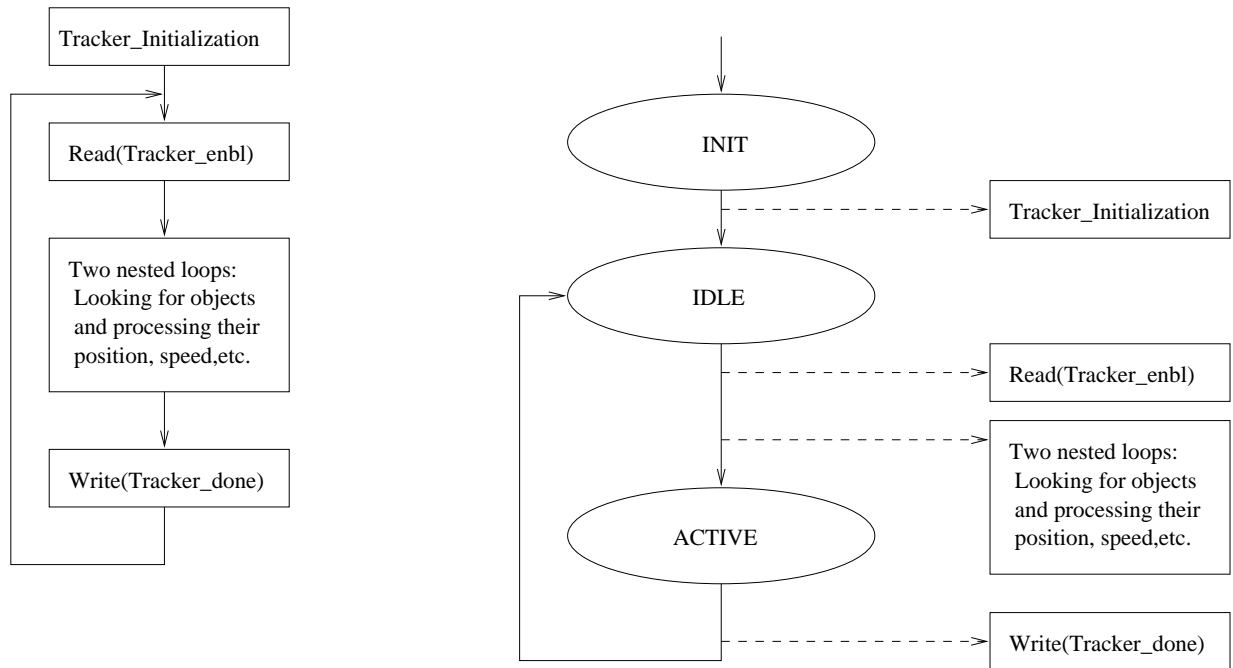 Tracker_Initialization
Read(Tracker_enbl)
Two nested loops:
Looking for objects
and processing their
position, speed,etc.
Write(Tracker_done)
INIT
Tracker_Initialization
IDLE
Read(Tracker_enbl)
Two nested loops:
Looking for objects
and processing their
position, speed,etc.
ACTIVE
Write(Tracker_done)